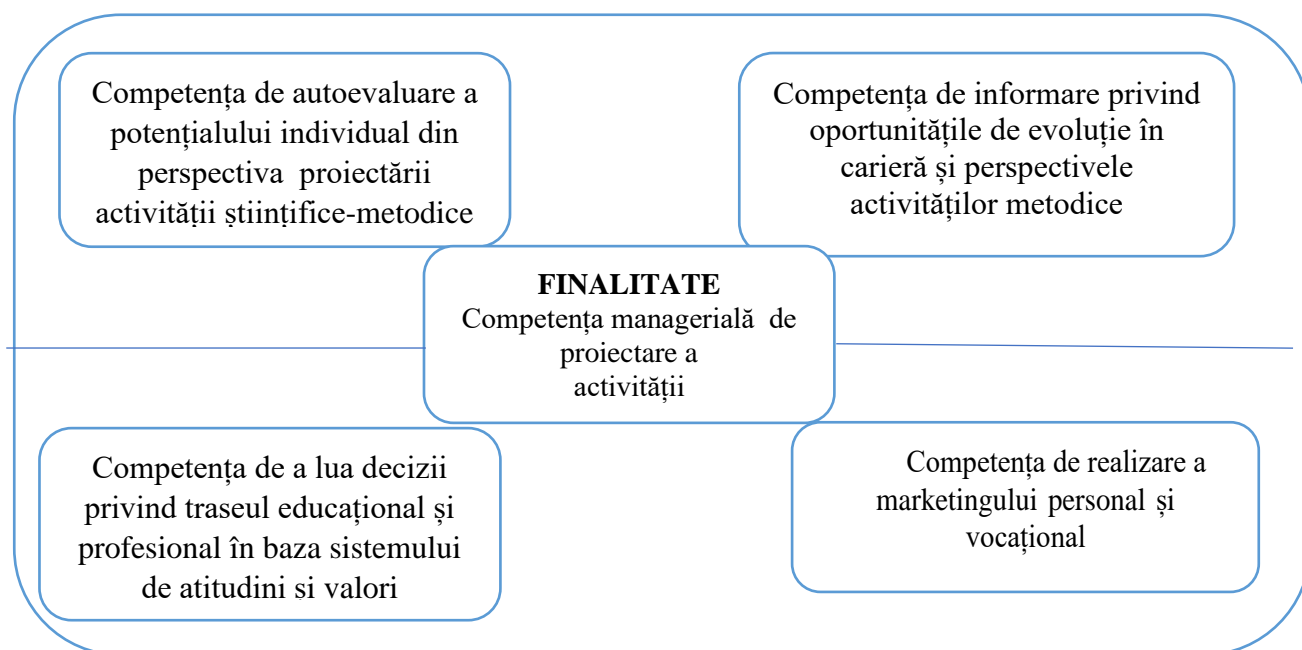 Competența de autoevaluare a
potențialului individual din
perspectiva proiectării
activității științifice-metodice
Competența de informare privind
oportunitățile de evoluție în
carieră și perspectivele
activităților metodice
FINALITATE
Competența managerială de
proiectare a
activității
Competența de a lua decizii
privind traseul educațional și
profesional în baza sistemului
de atitudini și valori
Competența de realizare a
marketingului personal și
vocațional